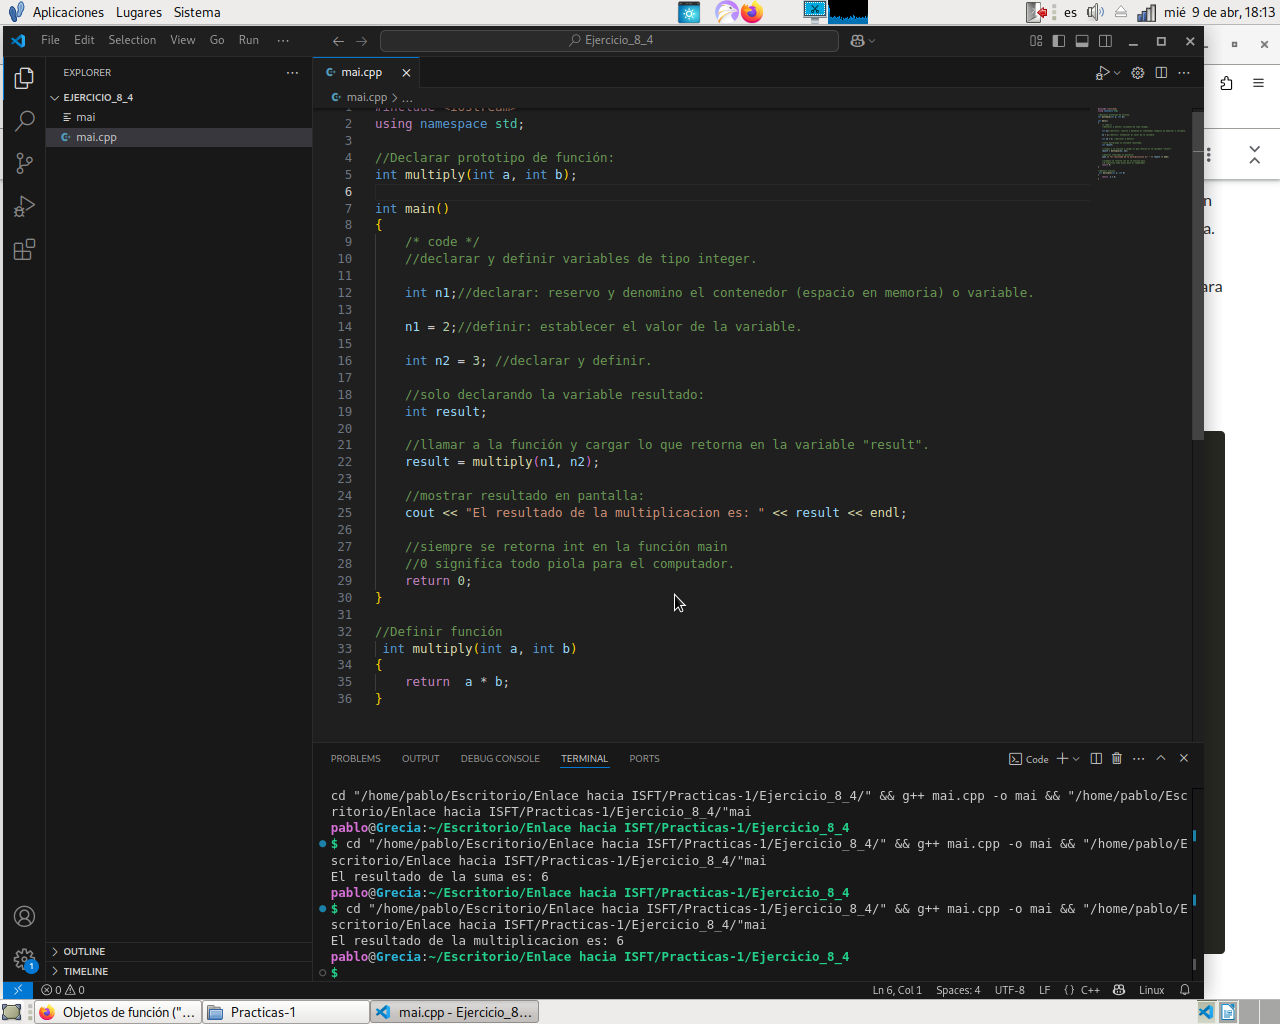 Aplicaciones Lugares Sistema
es
mié 9 de abr, 18:13
File Edit Selection View Go Run ···
Ejercicio_8_4
EXPLORER
EJERCICIO_8_4
mai
mai.cpp
OUTLINE
TIMELINE
mai.cpp
mai.cpp > ...
1 #include <iostream>
2 using namespace std;
3
4 //Declarar prototipo de función:
5 int multiply(int a, int b);
6
7 int main()
8 {
9 /* code */
10 //declarar y definir variables de tipo integer.
11
12 int n1;//declarar: reservo y denomino el contenedor (espacio en memoria) o variable.
13
14 n1 = 2;//definir: establecer el valor de la variable.
15
16 int n2 = 3; //declarar y definir.
17
18 //solo declarando la variable resultado:
19 int result;
20
21 //llamar a la función y cargar lo que retorna en la variable "result".
22 result = multiply(n1, n2);
23
24 //mostrar resultado en pantalla:
25 cout << "El resultado de la multiplicacion es: " << result << endl;
26
27 //siempre se retorna int en la función main
28 //0 significa todo piola para el computador.
29 return 0;
30 }
31
32 //Definir función
33 int multiply(int a, int b)
34 {
35 return  a * b;
36 }
n
a.
ara
PROBLEMS OUTPUT DEBUG CONSOLE TERMINAL PORTS
Code
cd "/home/pablo/Escritorio/Enlace hacia ISFT/Practicas-1/Ejercicio_8_4/" && g++ mai.cpp -o mai && "/home/pablo/Esc
ritorio/Enlace hacia ISFT/Practicas-1/Ejercicio_8_4/"mai
pablo@Grecia:~/Escritorio/Enlace hacia ISFT/Practicas-1/Ejercicio_8_4
$ cd "/home/pablo/Escritorio/Enlace hacia ISFT/Practicas-1/Ejercicio_8_4/" && g++ mai.cpp -o mai && "/home/pablo/E
scritorio/Enlace hacia ISFT/Practicas-1/Ejercicio_8_4/"mai
El resultado de la suma es: 6
pablo@Grecia:~/Escritorio/Enlace hacia ISFT/Practicas-1/Ejercicio_8_4
$ cd "/home/pablo/Escritorio/Enlace hacia ISFT/Practicas-1/Ejercicio_8_4/" && g++ mai.cpp -o mai && "/home/pablo/E
scritorio/Enlace hacia ISFT/Practicas-1/Ejercicio_8_4/"mai
El resultado de la multiplicacion es: 6
pablo@Grecia:~/Escritorio/Enlace hacia ISFT/Practicas-1/Ejercicio_8_4
$
1
0 0
Ln 6, Col 1 Spaces: 4 UTF-8 LF {} C++ Linux
Objetos de función ("...
Practicas-1
mai.cpp - Ejercicio_8...